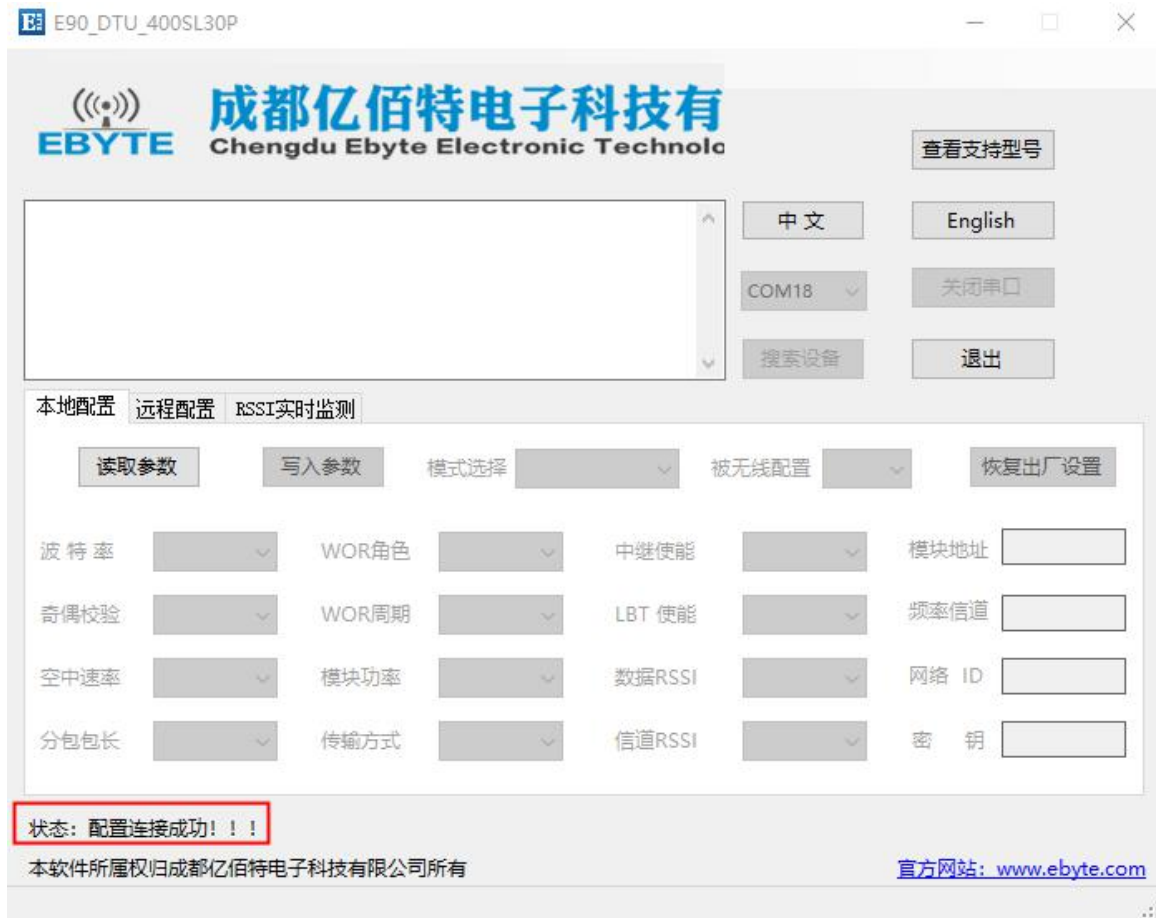 E90_DTU_400SL30P
EBYTE
成都亿佰特电子科技有
Chengdu Ebyte Electronic Technolo
查看支持型号
中 文
English
COM18
关闭串口
搜索设备
退出
本地配置 远程配置 RSSI实时监测
读取参数 写入参数 模式选择 被无线配置 恢复出厂设置
波 特 率 WOR角色 中继使能 模块地址
奇偶校验 WOR周期 LBT 使能 频率信道
空中速率 模块功率 数据RSSI 网络 ID
分包包长 传输方式 信道RSSI 密 钥
状态：配置连接成功！！！
本软件所属权归成都亿佰特电子科技有限公司所有 官方网站：www.ebyte.com